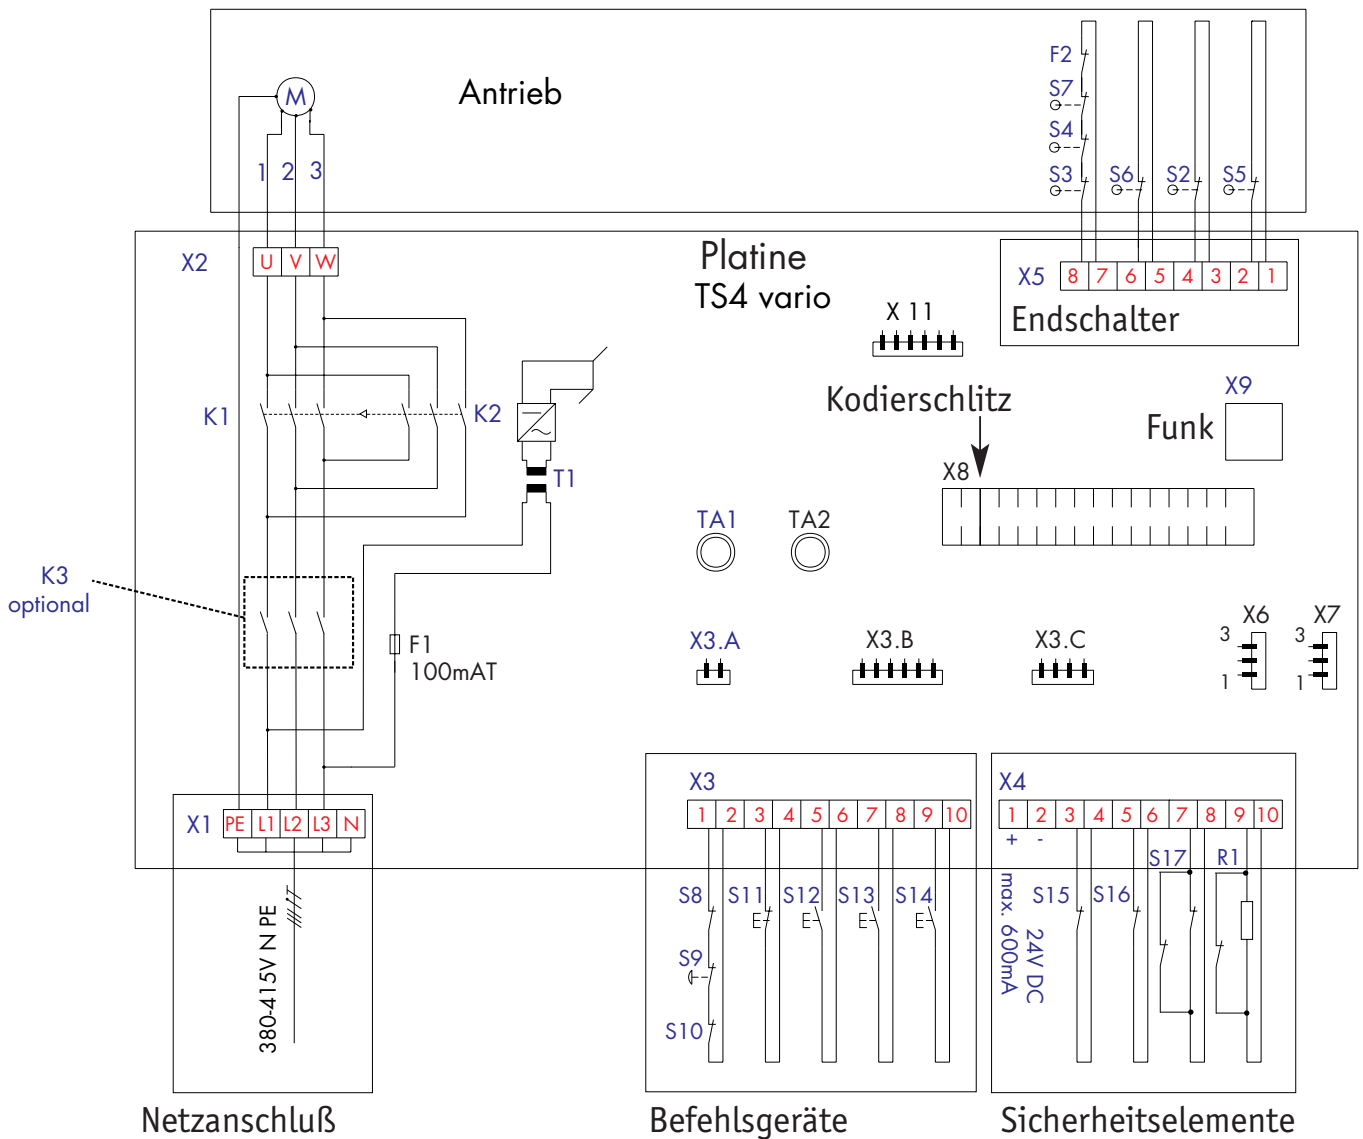 Antrieb
M
1 2 3
F2
S7
S4
S3 S6 S2 S5
X2 U V W
Platine
TS4 vario
X5 8 7 6 5 4 3 2 1
Endschalter
X 11
K1 K2
Kodierschlitz
X9
Funk
X8
T1
TA1 TA2
K3
optional
F1
100mAT
X3.A X3.B X3.C
X6 X7
3 3
1 1
X1 PE L1 L2 L3 N
X3
1 2 3 4 5 6 7 8 9 10
X4
1 2 3 4 5 6 7 8 9 10
+ -
S17 R1
S8 S11 S12 S13 S14
E E E E
S15 S16
S9
S10
380-415V N PE
24V DC
max. 600mA
Netzanschluß
Befehlsgeräte
Sicherheitselemente